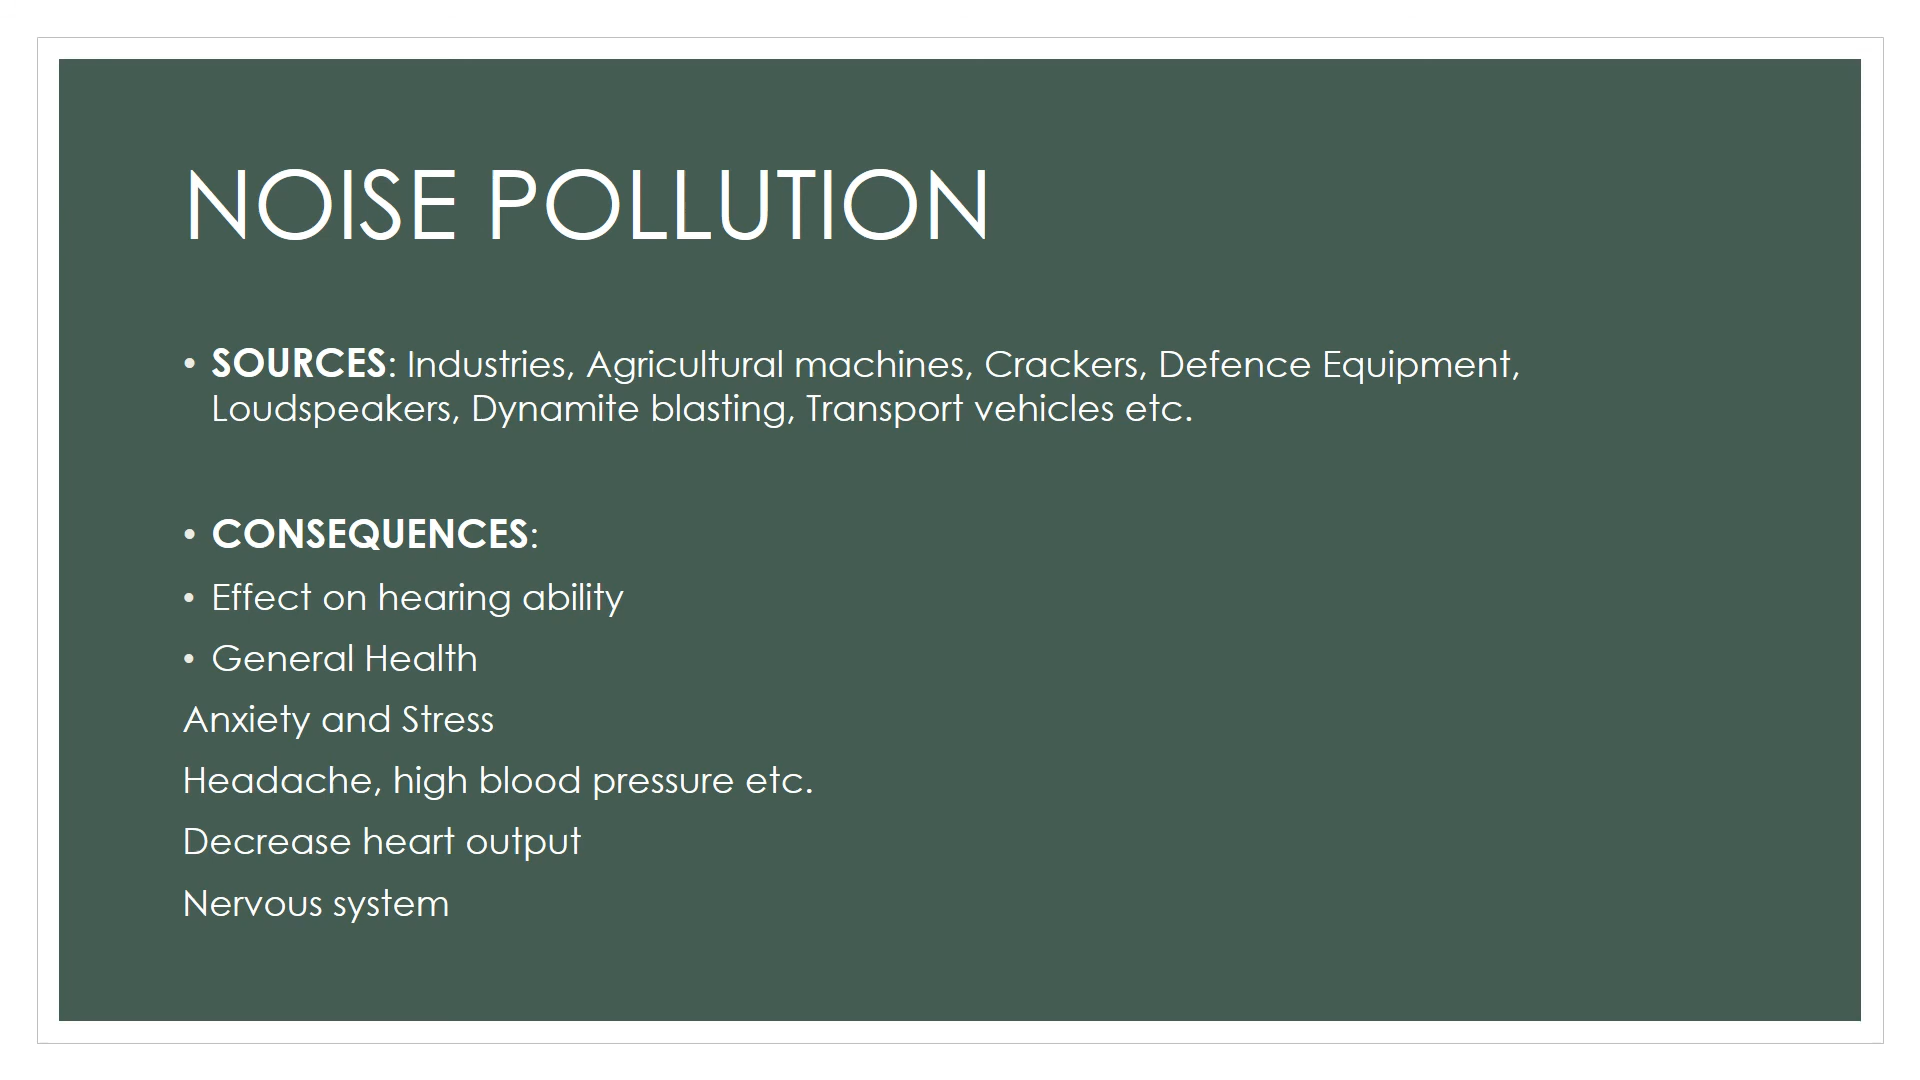 NOISE POLLUTION
• SOURCES: Industries, Agricultural machines, Crackers, Defence Equipment,
Loudspeakers, Dynamite blasting, Transport vehicles etc.
• CONSEQUENCES:
• Effect on hearing ability
• General Health
Anxiety and Stress
Headache, high blood pressure etc.
Decrease heart output
Nervous system